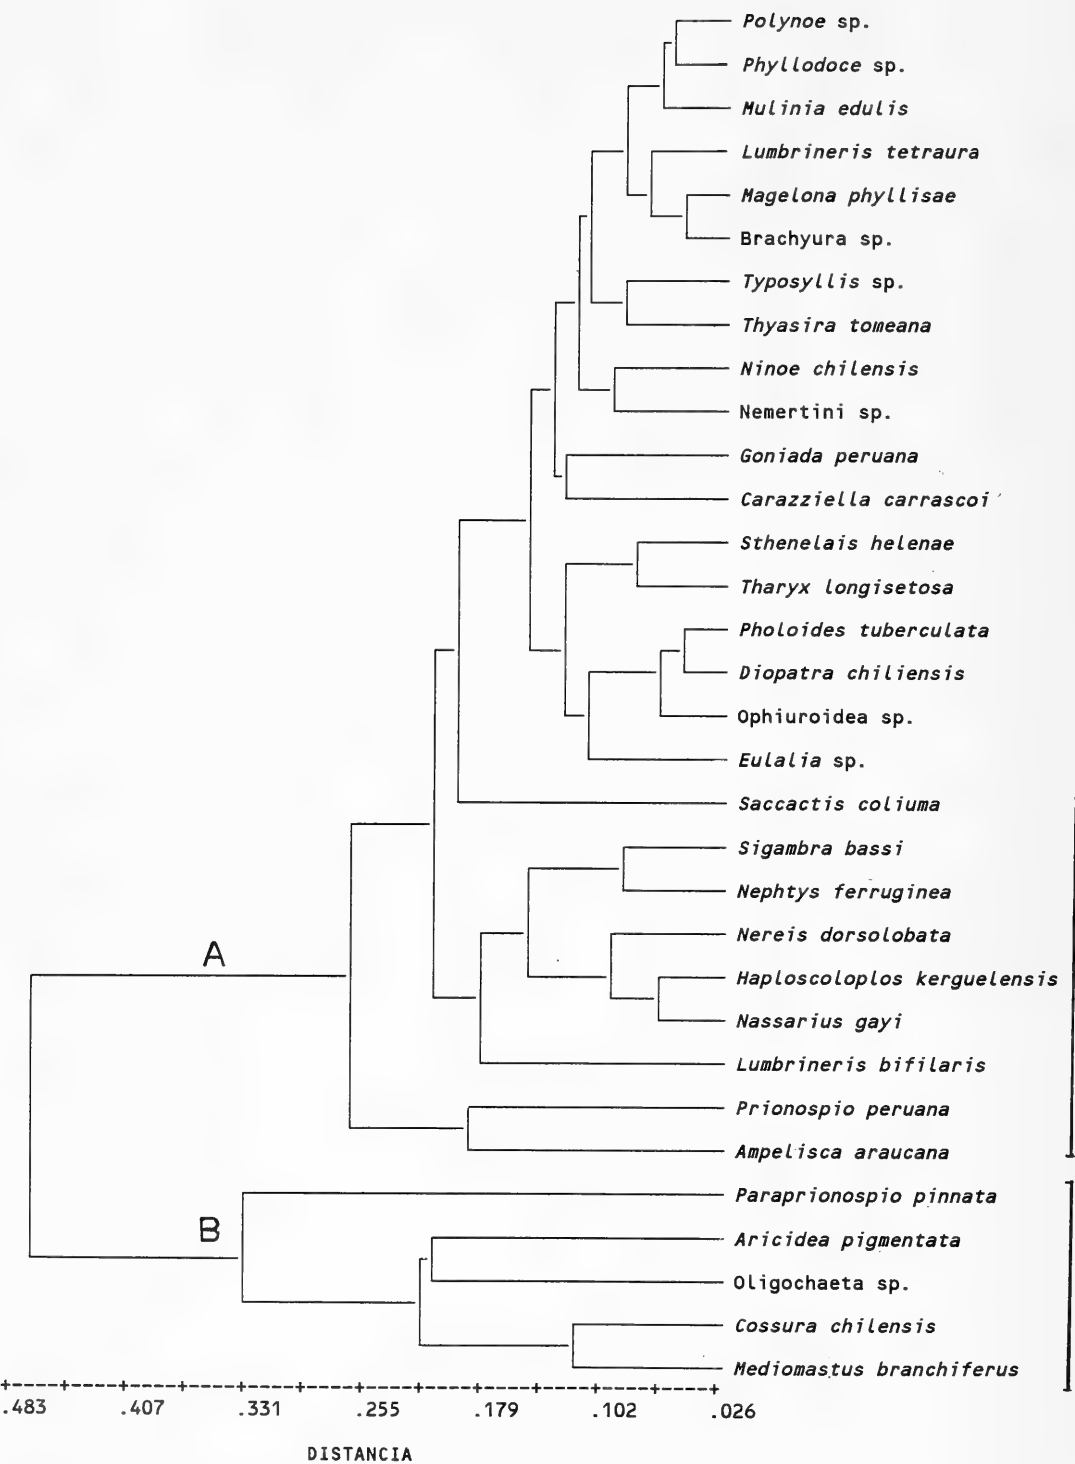 Polynoe sp.
Phyllodoce sp.
Mulinia edulis
Lumbrineris tetraura
Magelona phyllisae
Brachyura sp.
Typosyllis sp.
Thyasira tomeana
Ninoe chilensis
Nemertini sp.
Goniada peruana
Carazziella carrascoi
Sthenelais helenae
Tharyx longisetosa
Pholoides tuberculata
Diopatra chiliensis
Ophiuroidea sp.
Eulalia sp.
Saccactis coliuma
Sigambra bassi
Nephtys ferruginea
Nereis dorsolobata
A
Haploscoloplos kerguelensis
Nassarius gayi
Lumbrineris bifilaris
Prionospio peruana
Ampelisca araucana
Paraprionospio pinnata
B
Aricidea pigmentata
Oligochaeta sp.
Cossura chilensis
Mediomastus branchiferus
.483 .407 .331 .255 .179 .102 .026
DISTANCIA